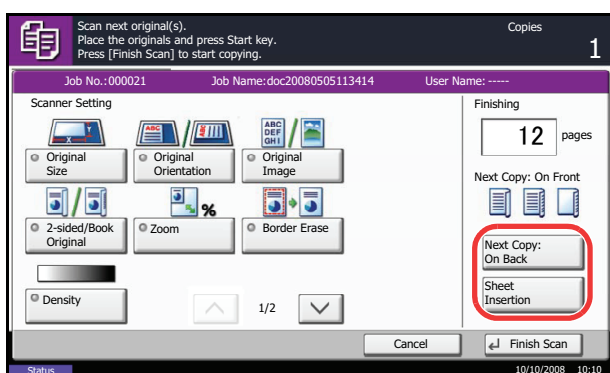 Scan next original(s).
Place the originals and press Start key.
Press [Finish Scan] to start copying.
Copies
1
Job No.:000021
Job Name:doc20080505113414
User Name: -----
Scanner Setting
Finishing
ABC
ABC
DEF
GHI
12 pages
Original
Size
Original
Orientation
Original
Image
Next Copy: On Front
%
2-sided/Book
Original
Zoom
Border Erase
Next Copy:
On Back
Sheet
Insertion
Density
1/2
Cancel
Finish Scan
Status
10/10/2008 10:10